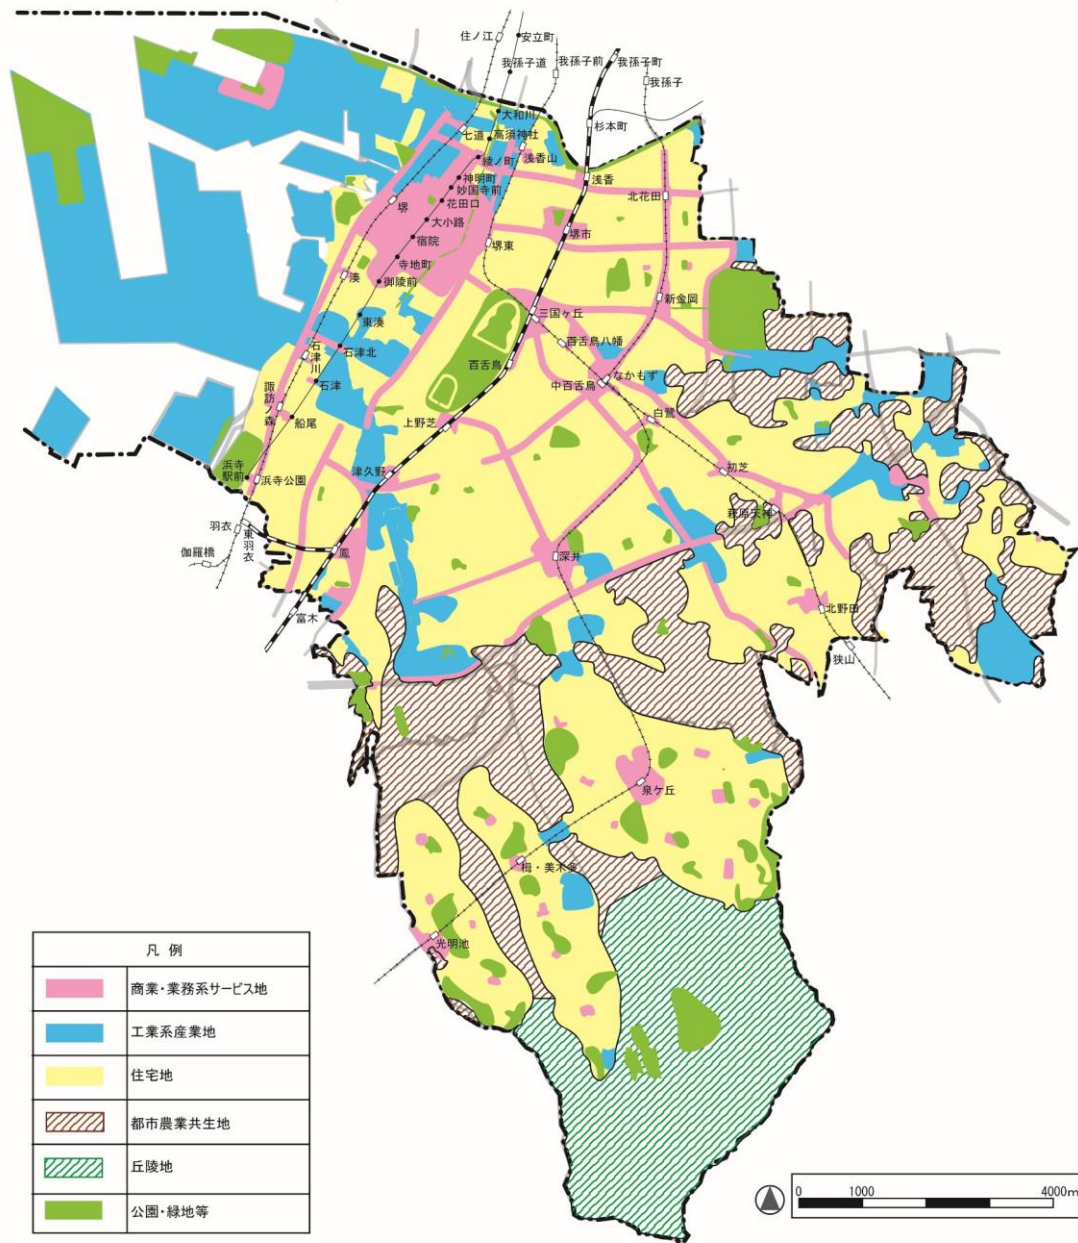 住ノ江
安立町
我孫子道
我孫子前
我孫子町
我孫子
大和川
杉本町
七道
高須神社
綾ノ町
浅香山
神明町
妙国寺前
浅香
堺
花田口
北花田
大小路
堺市
宿院
堺東
寺地町
湊
御陵前
新金岡
東湊
三国ヶ丘
石津川
石津北
百舌鳥八幡
百舌鳥
石津
なかもず
中百舌鳥
諏訪ノ森
船尾
上野芝
白鷺
浜寺
駅前
浜寺公園
津久野
初芝
萩原天神
羽衣
東羽衣
伽羅橋
鳳
深井
富木
北野田
狭山
泉ケ丘
栂・美木多
光明池
凡 例
商業・業務系サービス地
工業系産業地
住宅地
都市農業共生地
丘陵地
公園・緑地等
0 1000 4000m